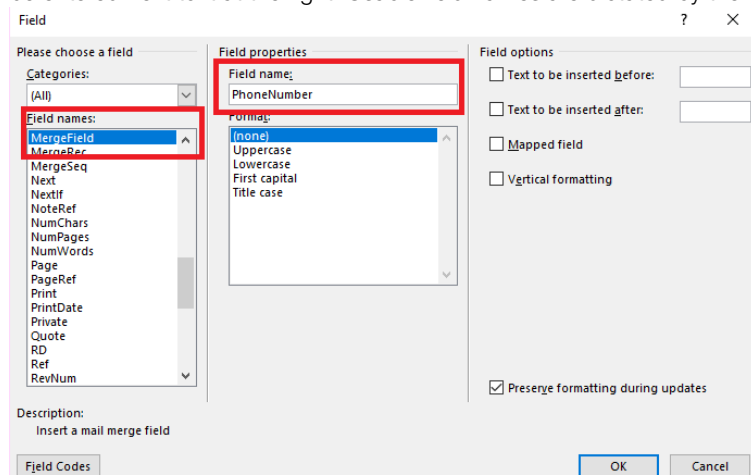 Field
? ×
Please choose a field
Categories:
(All)
Field names:
MergeField
MergeRec
MergeSeq
Next
NextIf
NoteRef
NumChars
NumPages
NumWords
Page
PageRef
Print
PrintDate
Private
Quote
RD
Ref
RevNum
Field properties
Field name:
PhoneNumber
Format:
(none)
Uppercase
Lowercase
First capital
Title case
Field options
Text to be inserted before:
Text to be inserted after:
Mapped field
Vertical formatting
Preserve formatting during updates
Description:
Insert a mail merge field
Field Codes
OK
Cancel